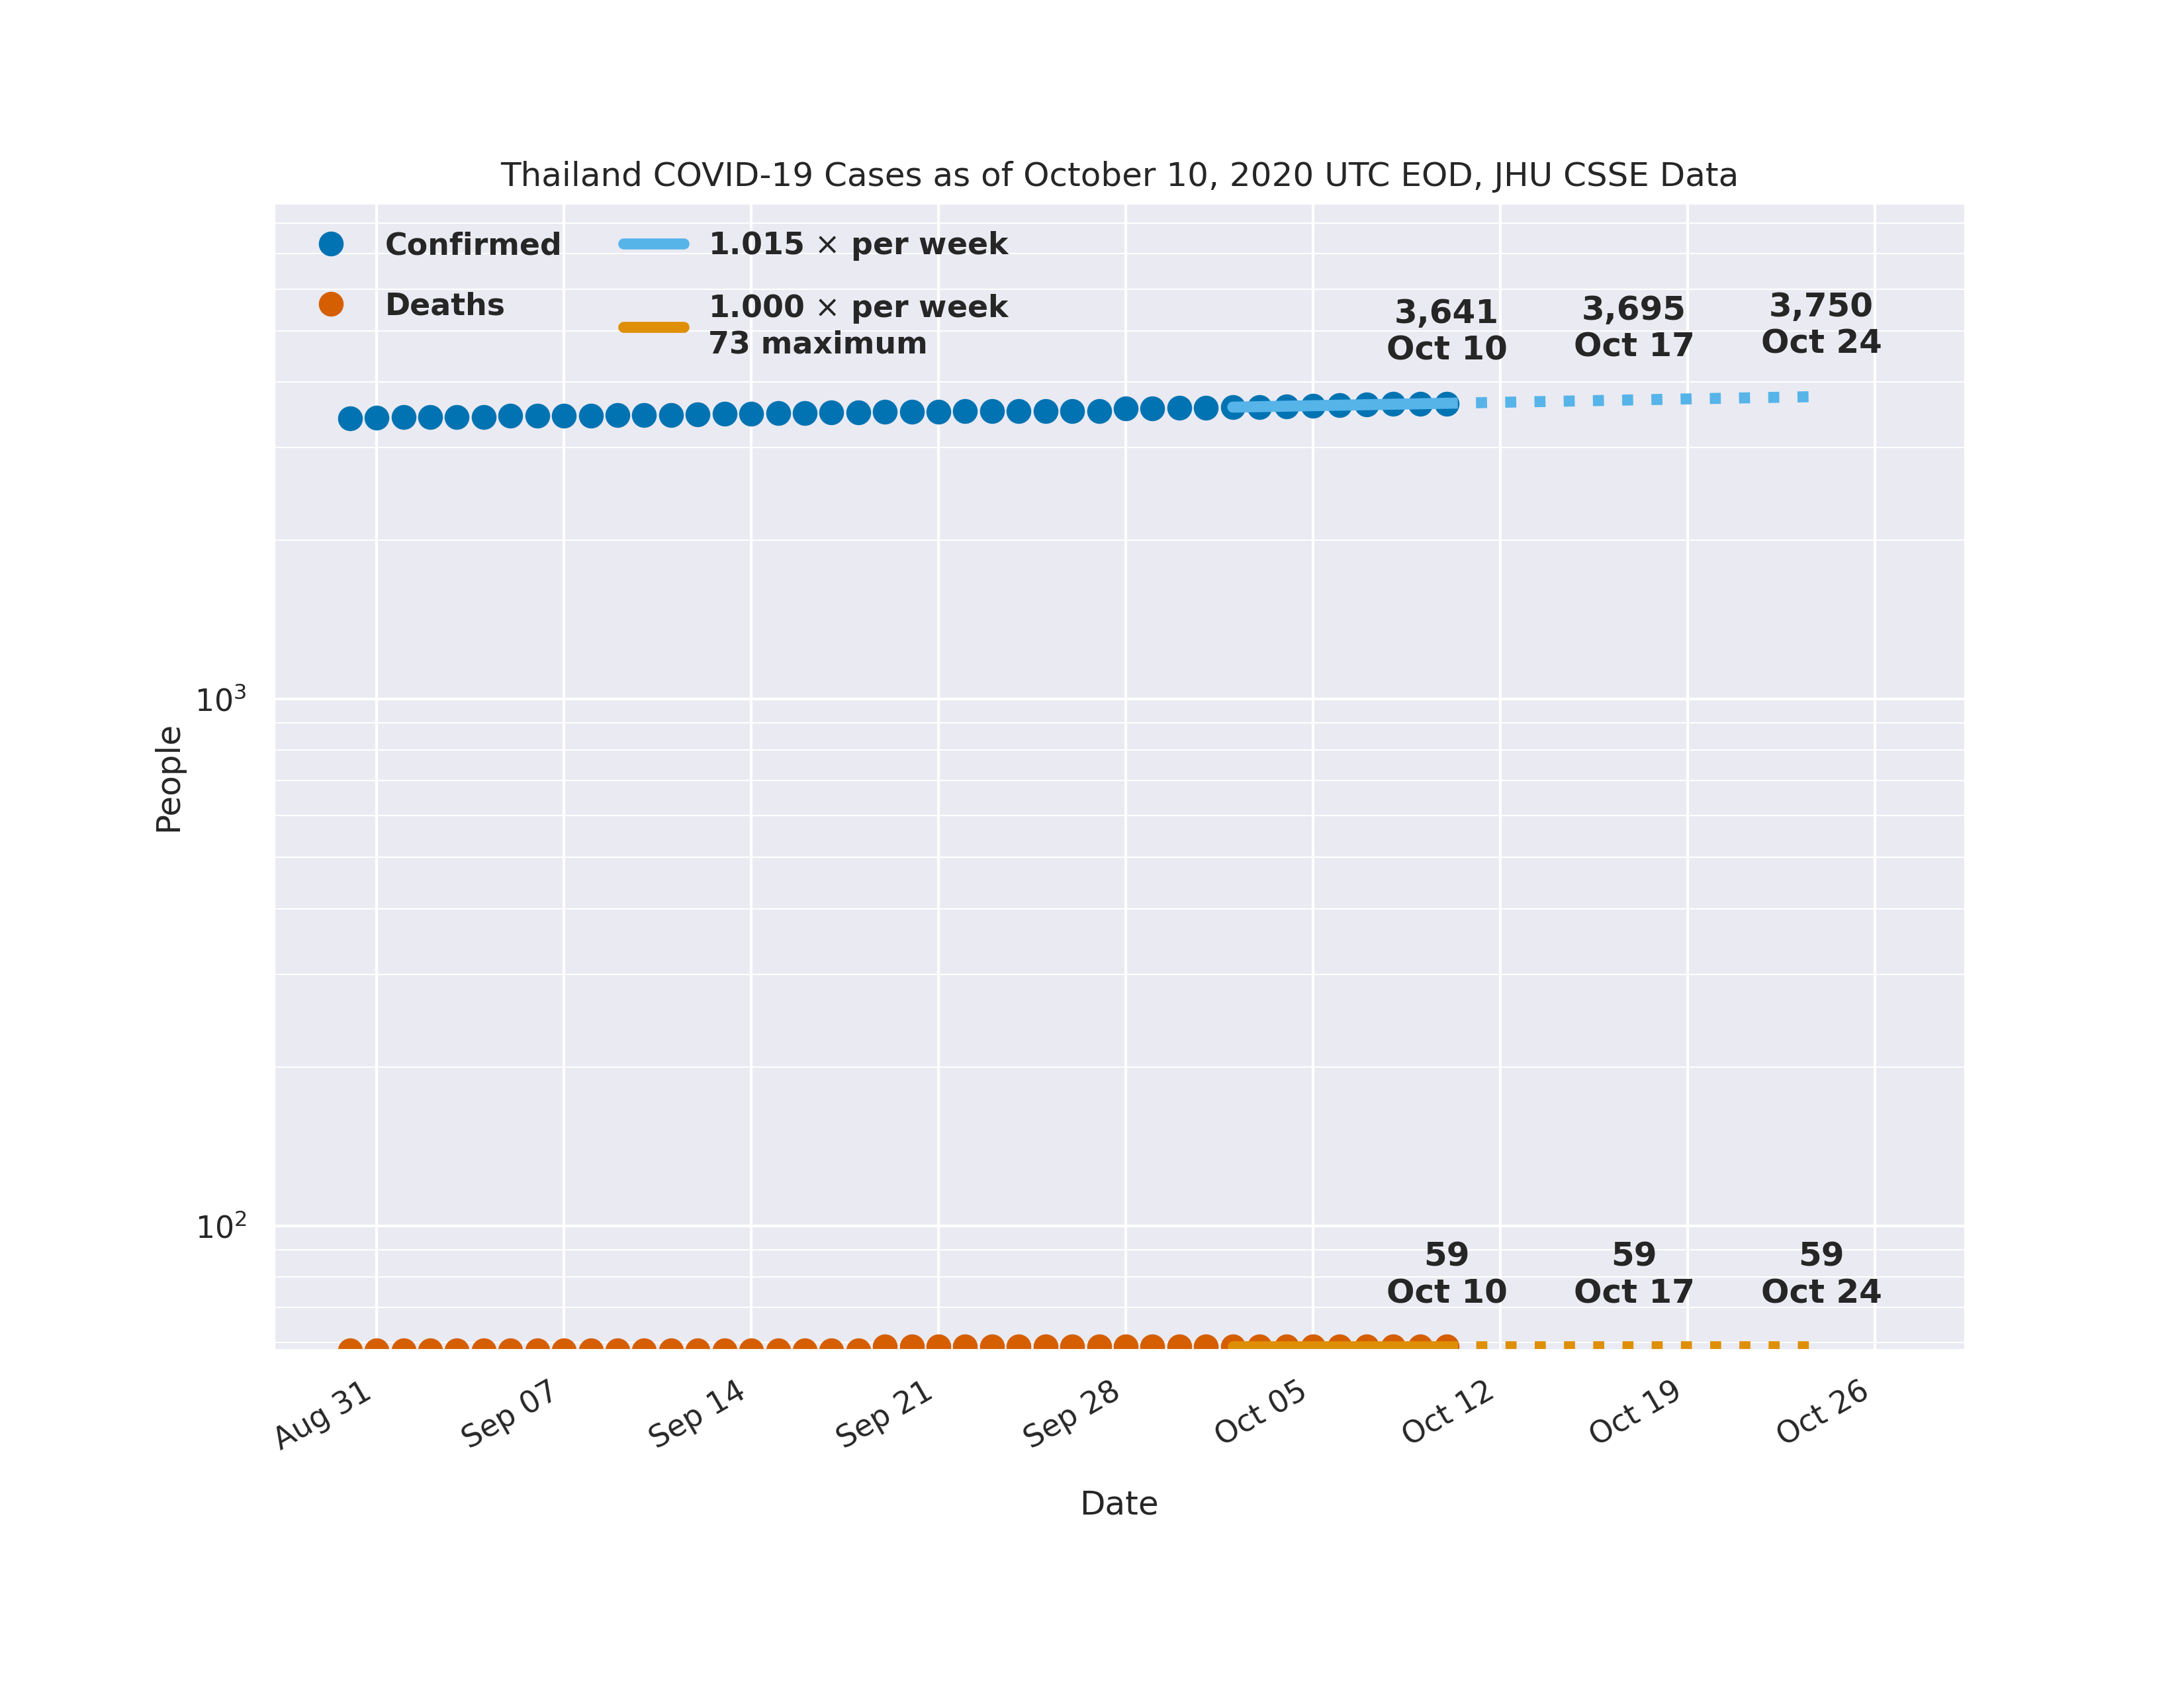 Thailand COVID-19 Cases as of October 10, 2020 UTC EOD, JHU CSSE Data
Confirmed
Deaths
1.015 × per week
1.000 × per week
73 maximum
3,641
Oct 10
3,695
Oct 17
3,750
Oct 24
10³
10²
People
59
Oct 10
59
Oct 17
59
Oct 24
Aug 31
Sep 07
Sep 14
Sep 21
Sep 28
Oct 05
Oct 12
Oct 19
Oct 26
Date